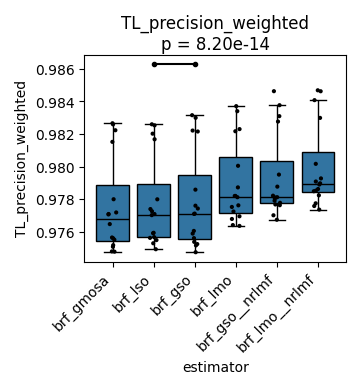 TL_precision_weighted
p = 8.20e-14
TL_precision_weighted
0.986
0.984
0.982
0.980
0.978
0.976
brf_gmosa
brf_lso
brf_gso
brf_lmo
brf_gso__nrlmf
brf_lmo__nrlmf
estimator